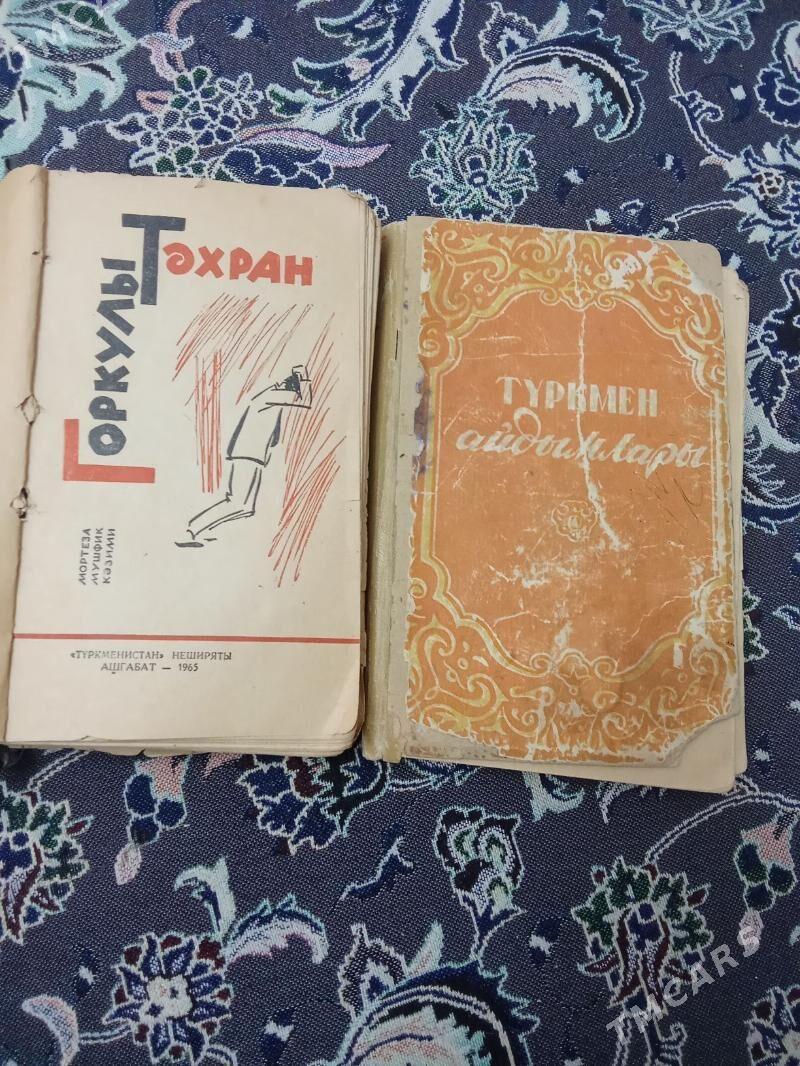 ГОРКУЛЫ
ТӘХРАН
МОРТЕЗА
МУШФИК
КӘЗИМИ
«ТҮРКМЕНИСТАН» НЕШИРЯТЫ
АШГАБАТ — 1965
ТҮРКМЕН
айдымлары
TMCARS